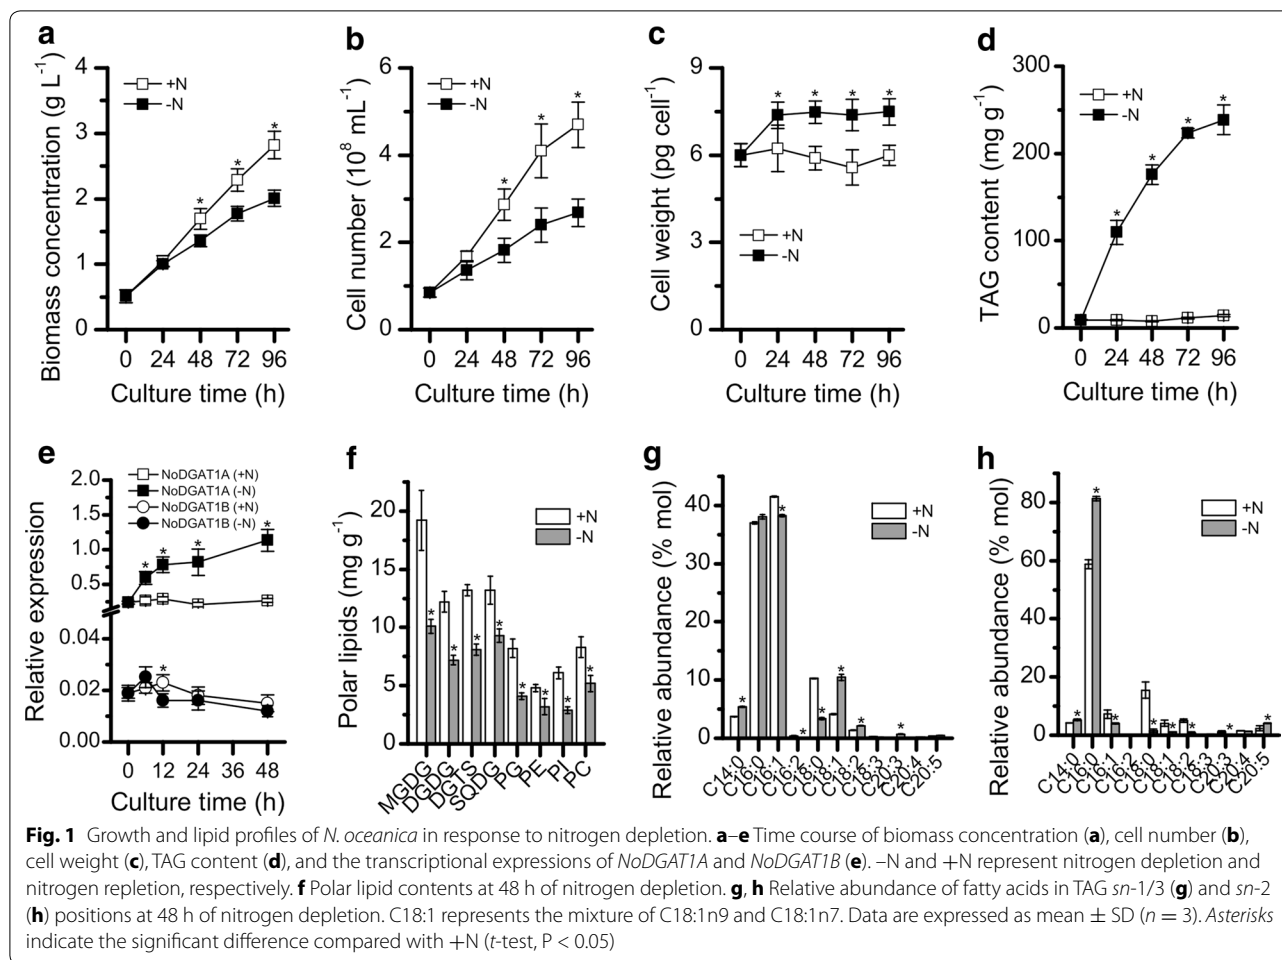 a
Biomass concentration (g L-1)
4
3
2
1
0
+N
-N
*
*
*
*
0 24 48 72 96
Culture time (h)
b
Cell number (10^8 mL-1)
6
4
2
0
+N
-N
*
*
*
0 24 48 72 96
Culture time (h)
c
Cell weight (pg cell-1)
9
6
3
0
* * * *
+N
-N
0 24 48 72 96
Culture time (h)
d
TAG content (mg g-1)
300
200
100
0
+N
-N
*
*
*
*
0 24 48 72 96
Culture time (h)
e
Relative expression
2.0
1.5
1.0
0.5
0.04
0.02
0.00
NoDGAT1A (+N)
NoDGAT1A (-N)
NoDGAT1B (+N)
NoDGAT1B (-N)
* * * *
*
0 12 24 36 48
Culture time (h)
f
Polar lipids (mg g-1)
20
15
10
5
0
+N
-N
* * * * * * * *
MGDG DGDG DGTS SQDG PG PE PI PC
g
Relative abundance (% mol)
40
30
20
10
0
+N
-N
* * * * * * *
C14:0 C16:0 C16:1 C16:2 C18:0 C18:1 C18:2 C18:3 C20:3 C20:4 C20:5
h
Relative abundance (% mol)
80
60
40
20
0
+N
-N
* * * * * * * *
C14:0 C16:0 C16:1 C16:2 C18:0 C18:1 C18:2 C18:3 C20:3 C20:4 C20:5
Fig. 1 Growth and lipid profiles of N. oceanica in response to nitrogen depletion. a–e Time course of biomass concentration (a), cell number (b),
cell weight (c), TAG content (d), and the transcriptional expressions of NoDGAT1A and NoDGAT1B (e). –N and +N represent nitrogen depletion and
nitrogen repletion, respectively. f Polar lipid contents at 48 h of nitrogen depletion. g, h Relative abundance of fatty acids in TAG sn-1/3 (g) and sn-2
(h) positions at 48 h of nitrogen depletion. C18:1 represents the mixture of C18:1n9 and C18:1n7. Data are expressed as mean ± SD (n = 3). Asterisks
indicate the significant difference compared with +N (t-test, P < 0.05)